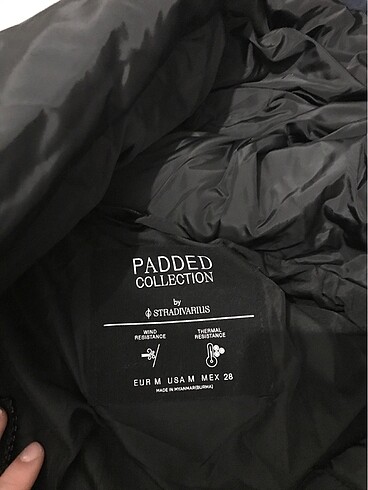 PADDED
COLLECTION
by
STRADIVARIUS
WIND
RESISTANCE
THERMAL
RESISTANCE
EUR M USA M MEX 28
MADE IN MYANMAR(BURMA)